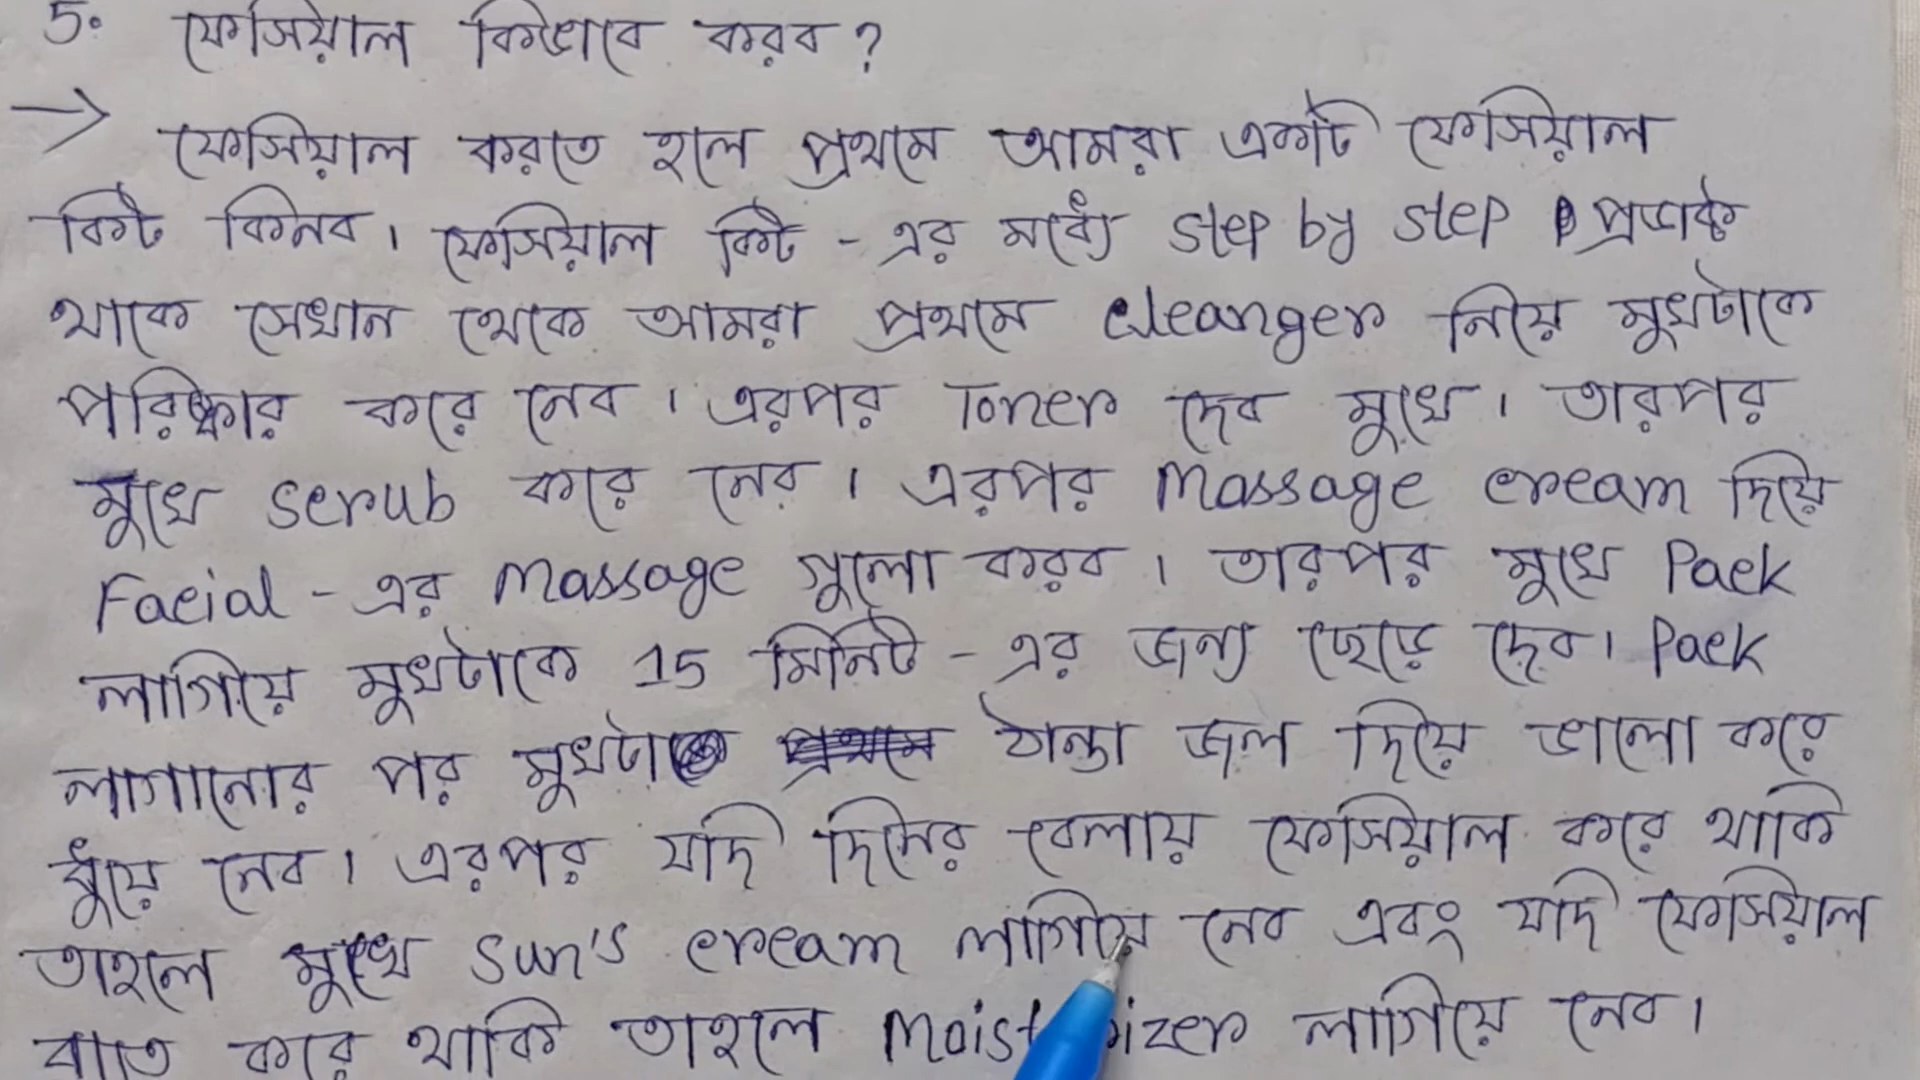 5. ফেসিয়াল কিভাবে করব ?
→ ফেসিয়াল করতে হলে প্রথমে আমরা একটি ফেসিয়াল
কিট কিনব। ফেসিয়াল কিট - এর মধ্যে step by step প্রডাক্ট
থাকে সেখান থেকে আমরা প্রথমে cleanger নিয়ে মুখটাকে
পরিষ্কার করে নেব। এরপর Toner দেব মুখে। তারপর
মুখে scrub করে নেব। এরপর Massage cream দিয়ে
Facial - এর Massage গুলো করব। তারপর মুখে Pack
লাগিয়ে মুখটাকে 15 মিনিট - এর জন্য ছেড়ে দেব। Pack
লাগানোর পর মুখটা ঠান্ডা জল দিয়ে ভালো করে
ধুয়ে নেব। এরপর যদি দিনের বেলায় ফেসিয়াল করে থাকি
তাহলে মুখে sun's cream লাগিয়ে নেব এবং যদি ফেসিয়াল
রাতে করে থাকি তাহলে লাগিয়ে নেব।